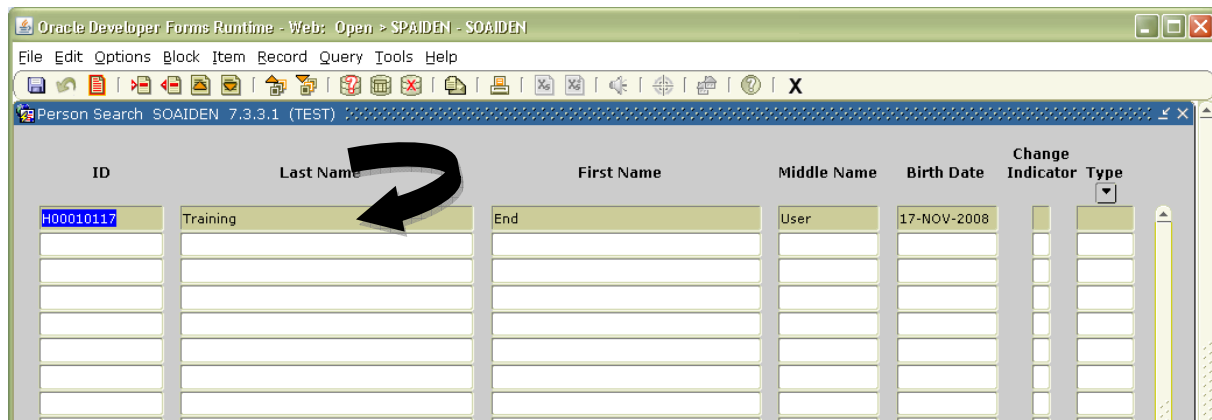 Oracle Developer Forms Runtime - Web: Open > SPAIDEN - SOAIDEN
File Edit Options Block Item Record Query Tools Help
X
Person Search SOAIDEN 7.3.3.1 (TEST)
ID Last Name First Name Middle Name Birth Date Change Indicator Type
H00010117 Training End User 17-NOV-2008